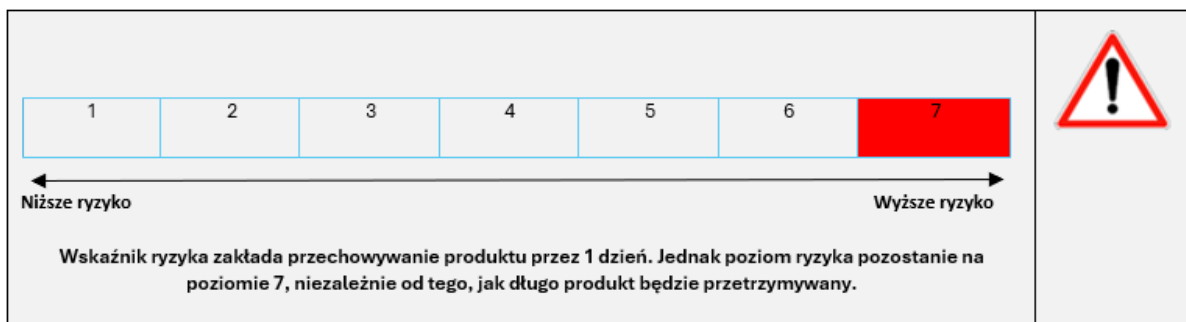 1 2 3 4 5 6 7
Niższe ryzyko Wyższe ryzyko
Wskaźnik ryzyka zakłada przechowywanie produktu przez 1 dzień. Jednak poziom ryzyka pozostanie na
poziomie 7, niezależnie od tego, jak długo produkt będzie przetrzymywany.